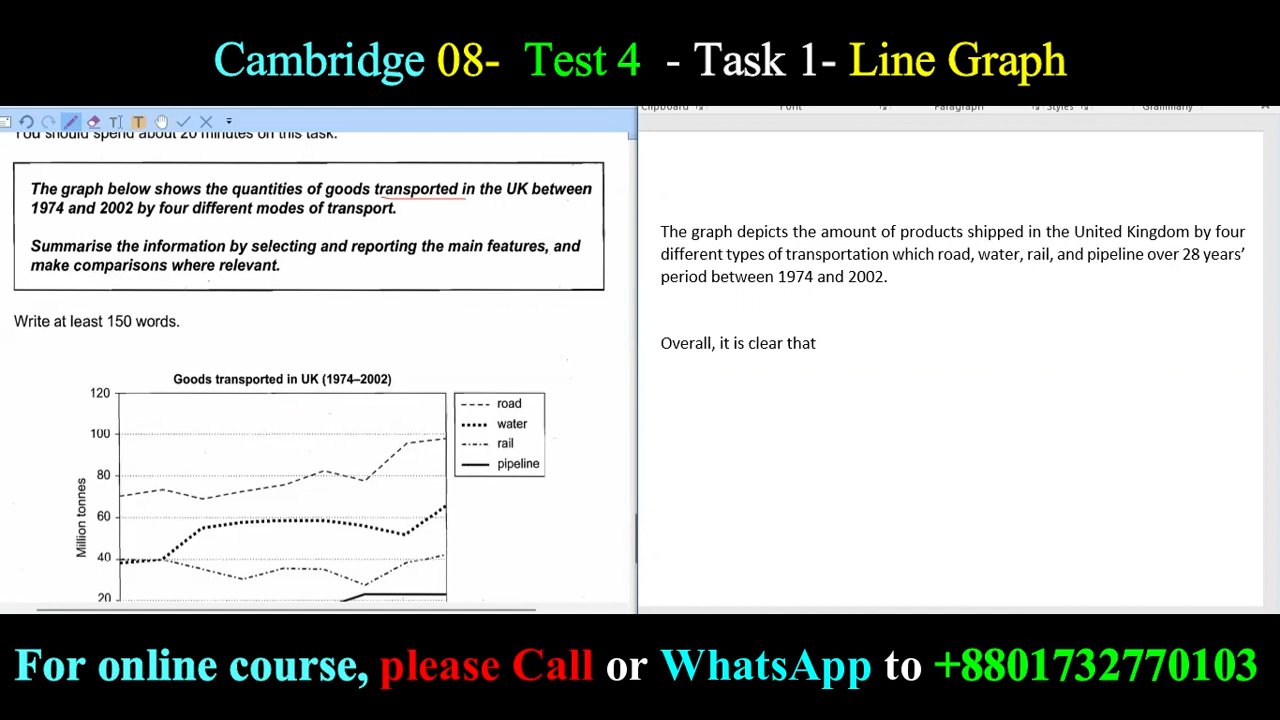 Cambridge 08- Test 4 - Task 1- Line Graph
Clipboard Font Paragraph Styles Grammarly
You should spend about 20 minutes on this task.
The graph below shows the quantities of goods transported in the UK between
1974 and 2002 by four different modes of transport.
Summarise the information by selecting and reporting the main features, and
make comparisons where relevant.
Write at least 150 words.
Goods transported in UK (1974–2002)
120
100
80
60
40
20
Million tonnes
road
water
rail
pipeline
The graph depicts the amount of products shipped in the United Kingdom by four
different types of transportation which road, water, rail, and pipeline over 28 years’
period between 1974 and 2002.
Overall, it is clear that
For online course, please Call or WhatsApp to +8801732770103